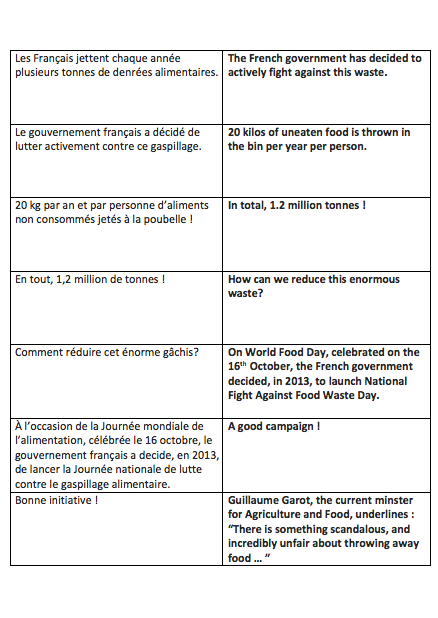 Les Français jettent chaque année
plusieurs tonnes de denrées alimentaires.
The French government has decided to
actively fight against this waste.
Le gouvernement français a décidé de
lutter activement contre ce gaspillage.
20 kilos of uneaten food is thrown in
the bin per year per person.
20 kg par an et par personne d’aliments
non consommés jetés à la poubelle !
In total, 1.2 million tonnes !
En tout, 1,2 million de tonnes !
How can we reduce this enormous
waste?
Comment réduire cet énorme gâchis?
On World Food Day, celebrated on the
16th October, the French government
decided, in 2013, to launch National
Fight Against Food Waste Day.
À l’occasion de la Journée mondiale de
l’alimentation, célébrée le 16 octobre, le
gouvernement français a decide, en 2013,
de lancer la Journée nationale de lutte
contre le gaspillage alimentaire.
A good campaign !
Bonne initiative !
Guillaume Garot, the current minster
for Agriculture and Food, underlines :
“There is something scandalous, and
incredibly unfair about throwing away
food … ”